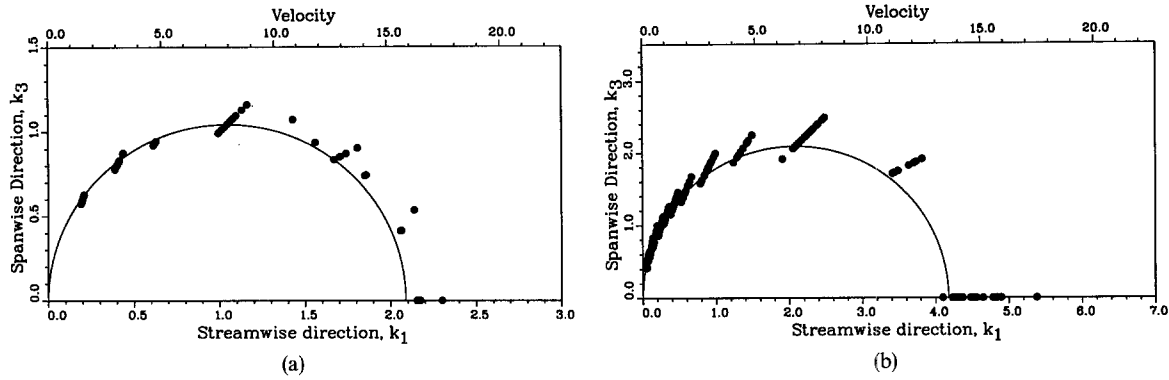 Velocity
0.0 5.0 10.0 15.0 20.0
1.5
1.0
0.5
0.0
Spanwise Direction, k3
0.0 0.5 1.0 1.5 2.0 2.5 3.0
Streamwise direction, k1
(a)
Velocity
0.0 5.0 10.0 15.0 20.0
3.0
2.0
1.0
0.0
Spanwise Direction, k3
0.0 1.0 2.0 3.0 4.0 5.0 6.0 7.0
Streamwise direction, k1
(b)